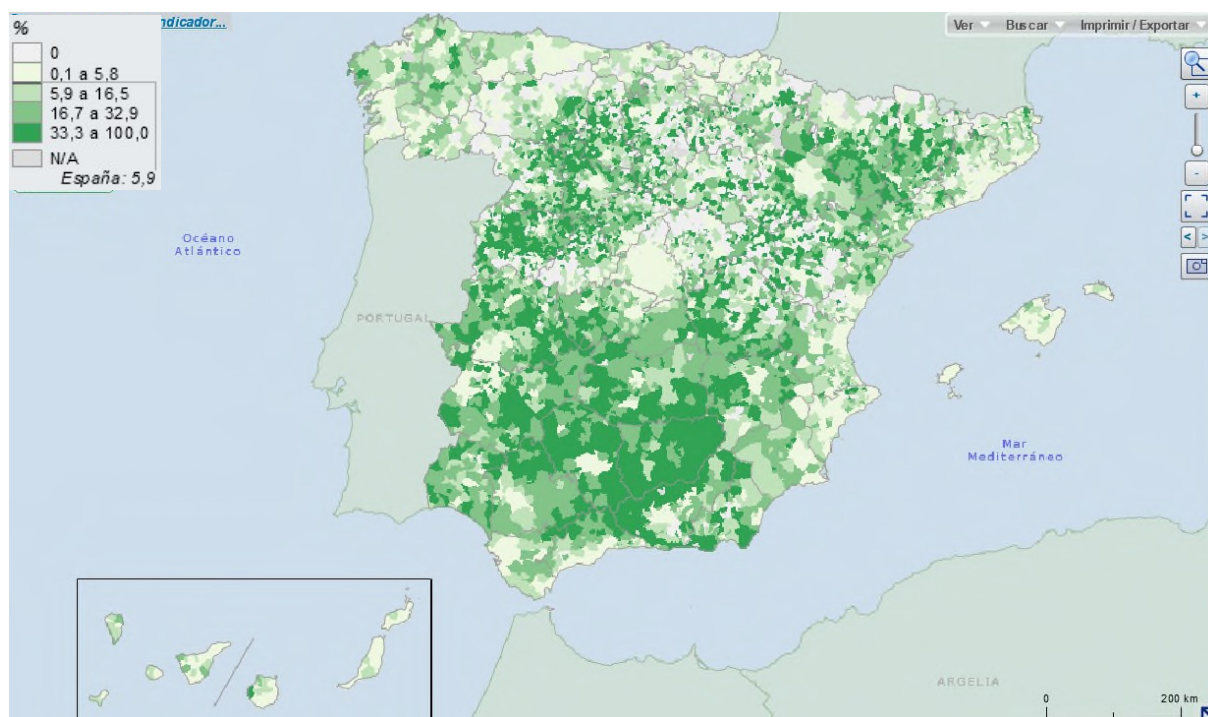 %
ndicador...
0
0,1 a 5,8
5,9 a 16,5
16,7 a 32,9
33,3 a 100,0
N/A
España: 5,9
Ver
Buscar
Imprimir / Exportar
+
-
< >
Océano
Atlántico
PORTUGAL
Mar
Mediterráneo
ARGELIA
0
200 km